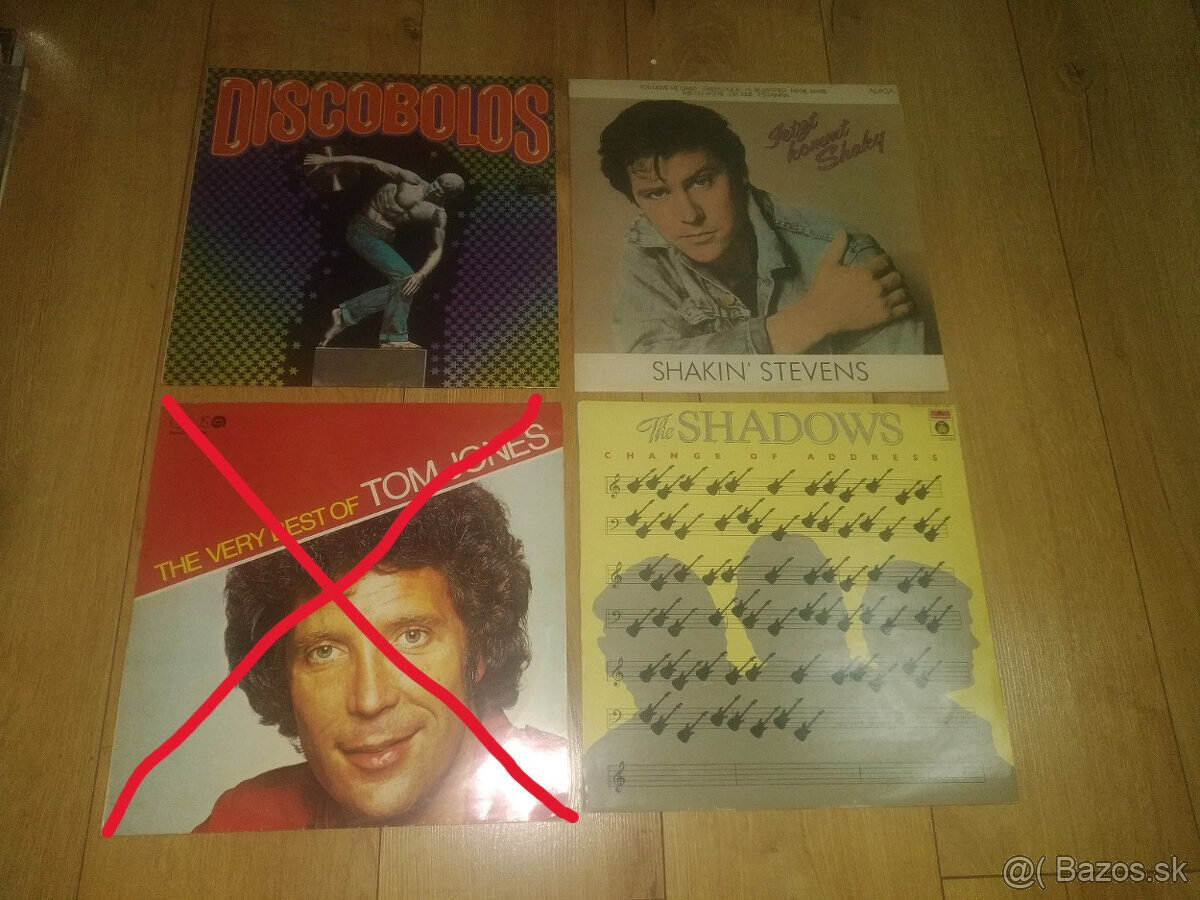 DISCOBOLOS
AMIGA
Jetzt
kommt
Shaky
SHAKIN' STEVENS
THE VERY BEST OF TOM JONES
The SHADOWS
CHANGE OF ADDRESS
@( Bazos.sk